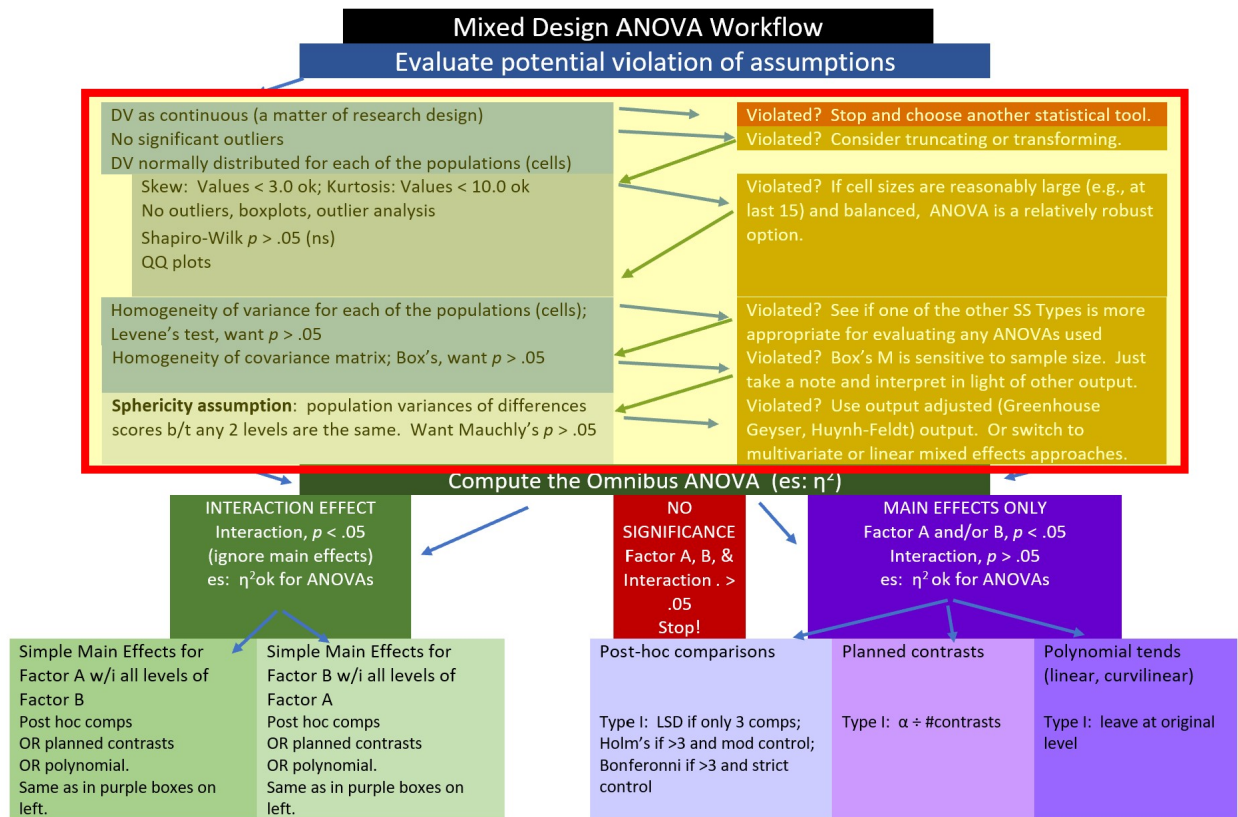 Mixed Design ANOVA Workflow
Evaluate potential violation of assumptions
DV as continuous (a matter of research design)
No significant outliers
DV normally distributed for each of the populations (cells)
Skew: Values < 3.0 ok; Kurtosis: Values < 10.0 ok
No outliers, boxplots, outlier analysis
Shapiro-Wilk p > .05 (ns)
QQ plots
Homogeneity of variance for each of the populations (cells);
Levene's test, want p > .05
Homogeneity of covariance matrix; Box's, want p > .05
Sphericity assumption: population variances of differences
scores b/t any 2 levels are the same. Want Mauchly's p > .05
Violated? Stop and choose another statistical tool.
Violated? Consider truncating or transforming.
Violated? If cell sizes are reasonably large (e.g., at
last 15) and balanced, ANOVA is a relatively robust
option.
Violated? See if one of the other SS Types is more
appropriate for evaluating any ANOVAs used
Violated? Box's M is sensitive to sample size. Just
take a note and interpret in light of other output.
Violated? Use output adjusted (Greenhouse
Geyser, Huynh-Feldt) output. Or switch to
multivariate or linear mixed effects approaches.
Compute the Omnibus ANOVA (es: η²)
INTERACTION EFFECT
Interaction, p < .05
(ignore main effects)
es: η²ok for ANOVAs
NO
SIGNIFICANCE
Factor A, B, &
Interaction . >
.05
Stop!
MAIN EFFECTS ONLY
Factor A and/or B, p < .05
Interaction, p > .05
es: η² ok for ANOVAs
Simple Main Effects for
Factor A w/i all levels of
Factor B
Post hoc comps
OR planned contrasts
OR polynomial.
Same as in purple boxes on
left.
Simple Main Effects for
Factor B w/i all levels of
Factor A
Post hoc comps
OR planned contrasts
OR polynomial.
Same as in purple boxes on
left.
Post-hoc comparisons
Type I: LSD if only 3 comps;
Holm's if >3 and mod control;
Bonferonni if >3 and strict
control
Planned contrasts
Type I: α ÷ #contrasts
Polynomial tends
(linear, curvilinear)
Type I: leave at original
level